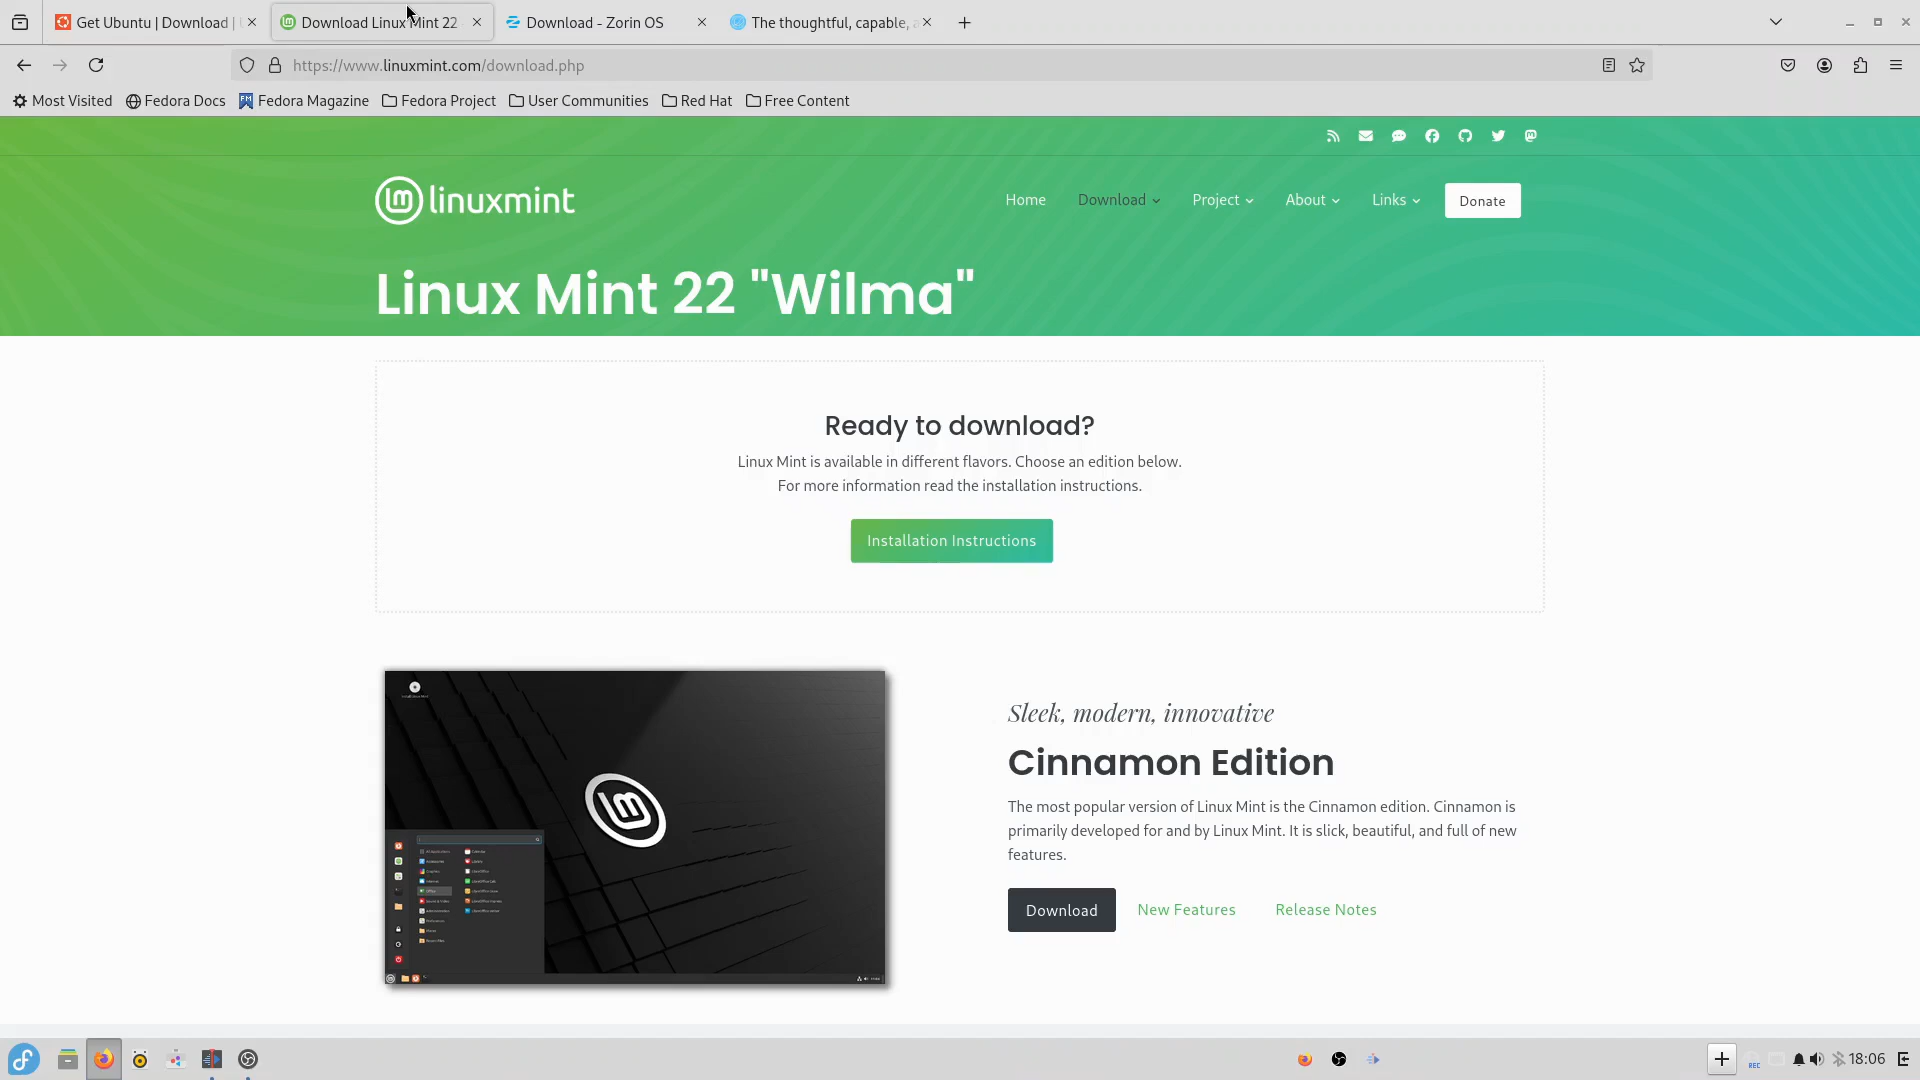 Get Ubuntu | Download |
Download Linux Mint 22
Download - Zorin OS
The thoughtful, capable,
https://www.linuxmint.com/download.php
Most Visited
Fedora Docs
Fedora Magazine
Fedora Project
User Communities
Red Hat
Free Content
linuxmint
Home
Download
Project
About
Links
Donate
Linux Mint 22 "Wilma"
Ready to download?
Linux Mint is available in different flavors. Choose an edition below.
For more information read the installation instructions.
Installation Instructions
Sleek, modern, innovative
Cinnamon Edition
The most popular version of Linux Mint is the Cinnamon edition. Cinnamon is
primarily developed for and by Linux Mint. It is slick, beautiful, and full of new
features.
Download
New Features
Release Notes
REC
18:06